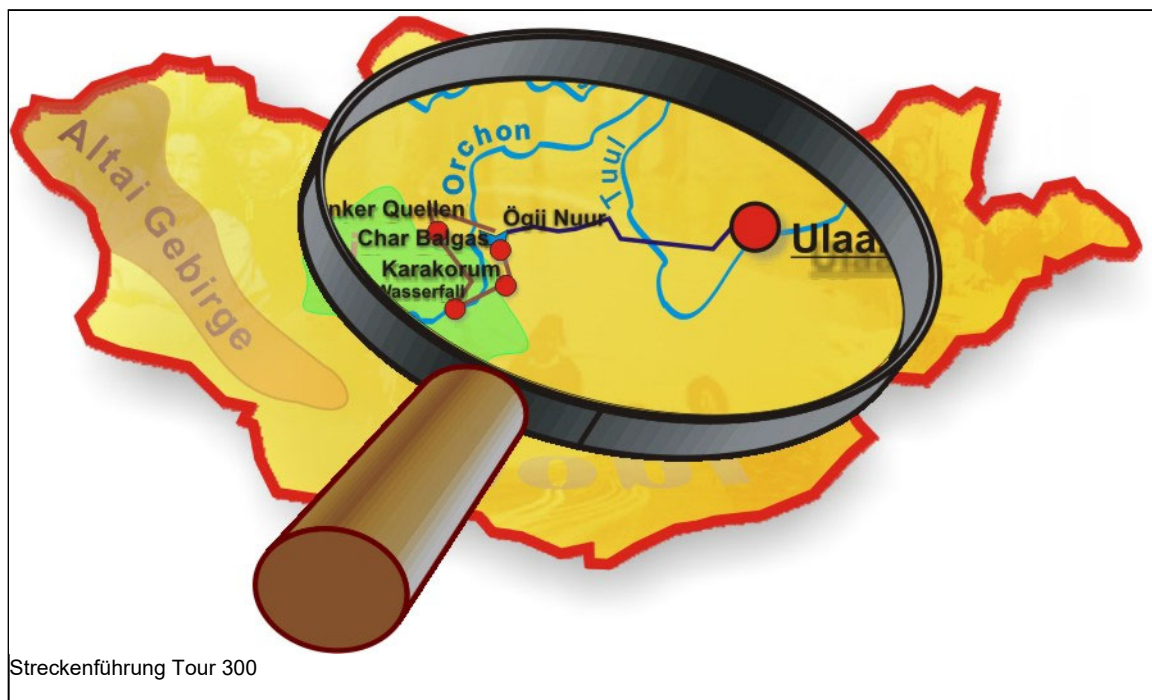 Altai Gebirge
Orchon
Tuul
nker Quellen
Ögii Nuur
Char Balgas
Ulaa
Karakorum
Wasserfall
Streckenführung Tour 300